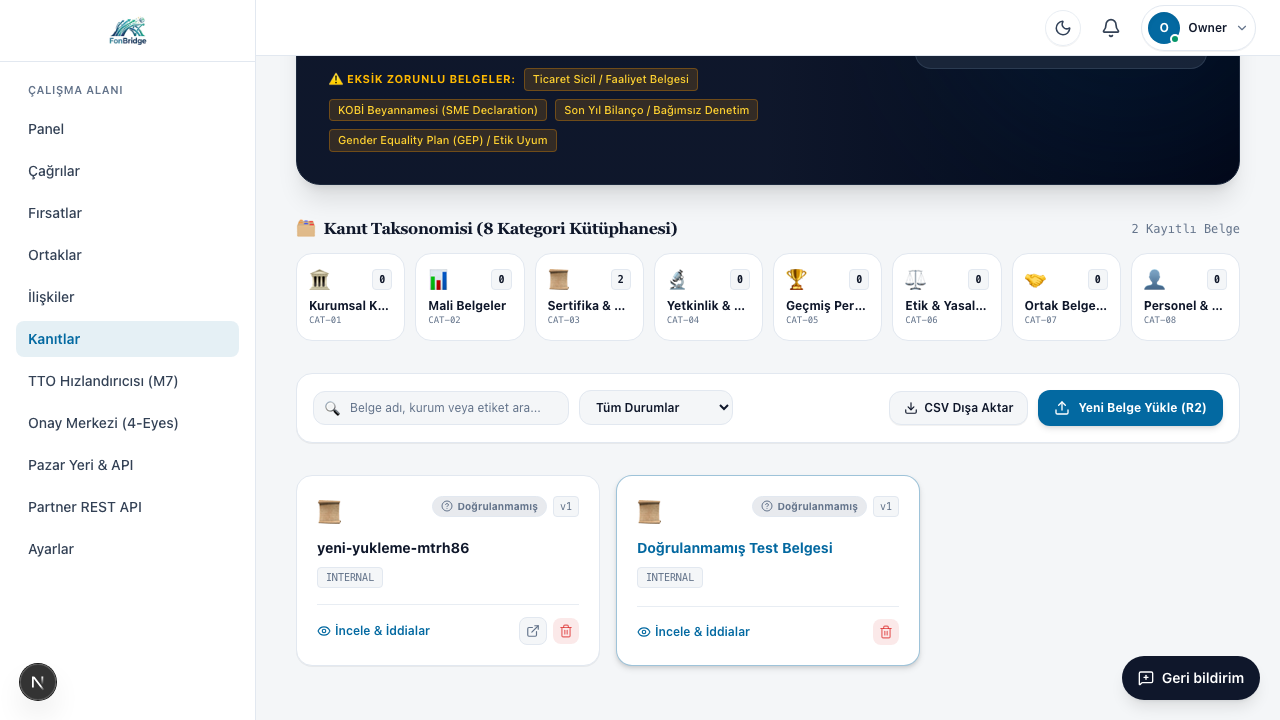 FonBridge
O
Owner
ÇALIŞMA ALANI
Panel
Çağrılar
Fırsatlar
Ortaklar
İlişkiler
Kanıtlar
TTO Hızlandırıcısı (M7)
Onay Merkezi (4-Eyes)
Pazar Yeri & API
Partner REST API
Ayarlar
N
EKSİK ZORUNLU BELGELER: Ticaret Sicil / Faaliyet Belgesi
KOBİ Beyannamesi (SME Declaration) Son Yıl Bilanço / Bağımsız Denetim
Gender Equality Plan (GEP) / Etik Uyum
Kanıt Taksonomisi (8 Kategori Kütüphanesi)
2 Kayıtlı Belge
0
Kurumsal K...
CAT-01
0
Mali Belgeler
CAT-02
2
Sertifika & ...
CAT-03
0
Yetkinlik & ...
CAT-04
0
Geçmiş Per...
CAT-05
0
Etik & Yasal...
CAT-06
0
Ortak Belge...
CAT-07
0
Personel & ...
CAT-08
Belge adı, kurum veya etiket ara...
Tüm Durumlar
CSV Dışa Aktar
Yeni Belge Yükle (R2)
Doğrulanmamış v1
yeni-yukleme-mtrh86
INTERNAL
İncele & İddialar
Doğrulanmamış v1
Doğrulanmamış Test Belgesi
INTERNAL
İncele & İddialar
Geri bildirim